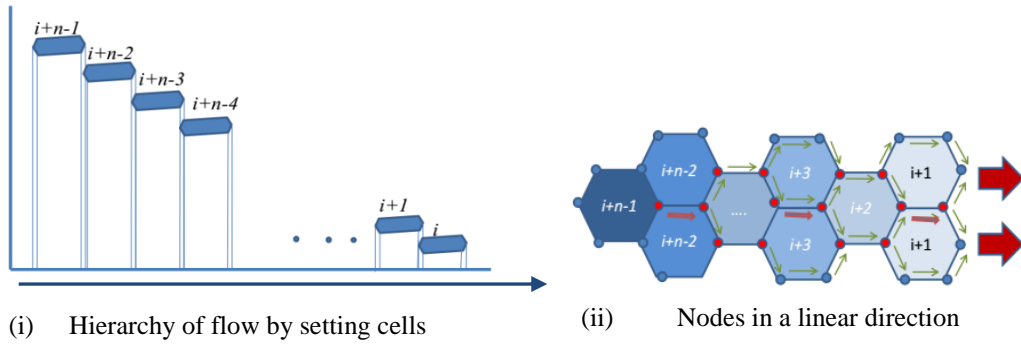 i+n-1
i+n-2
i+n-3
i+n-4
i+1
i
(i) Hierarchy of flow by setting cells
i+n-2
i+3
i+1
i+n-1
....
i+2
i+n-2
i+3
i+1
(ii) Nodes in a linear direction